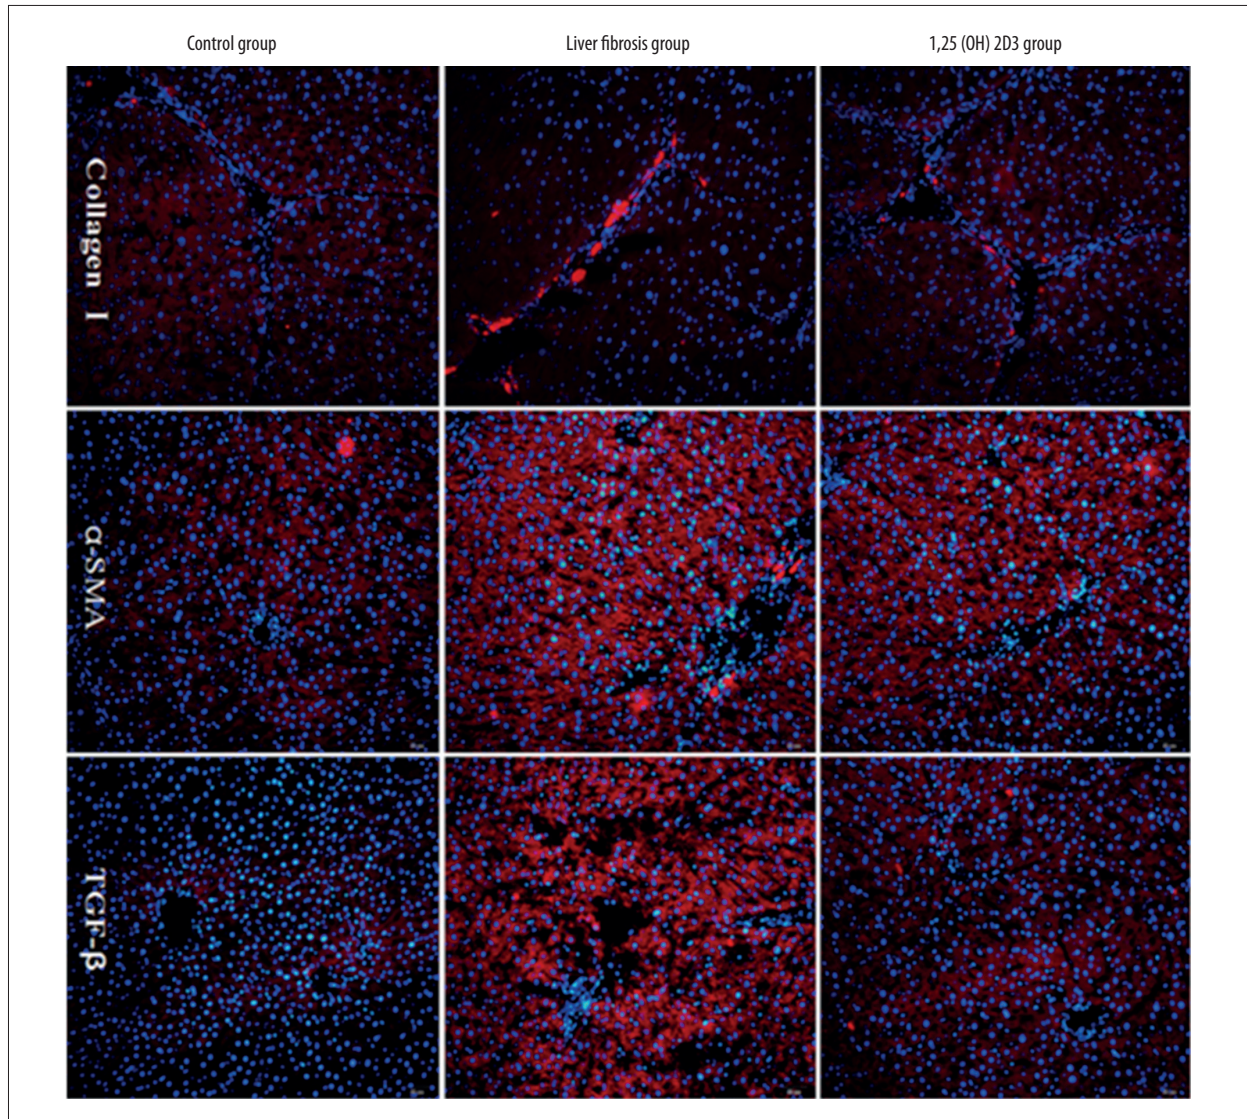 Control group
Liver fibrosis group
1,25 (OH) 2D3 group
Collagen I
α-SMA
TGF-β